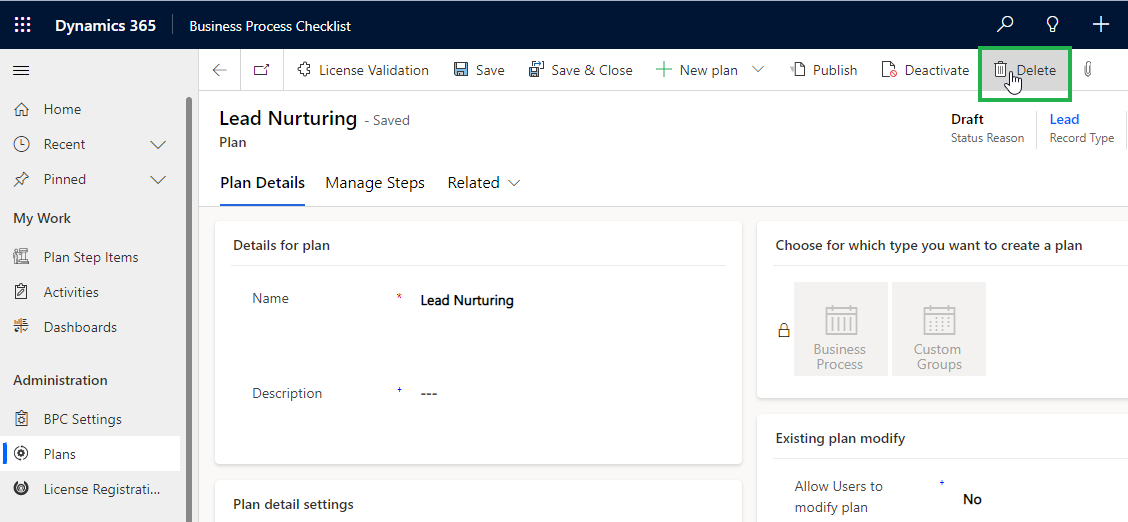 Dynamics 365 Business Process Checklist
License Validation Save Save & Close New plan Publish Deactivate Delete
Home
Recent
Pinned
My Work
Plan Step Items
Activities
Dashboards
Administration
BPC Settings
Plans
License Registrati...
Lead Nurturing - Saved
Plan
Draft
Status Reason
Lead
Record Type
Plan Details Manage Steps Related
Details for plan
Name * Lead Nurturing
Description + ---
Plan detail settings
Choose for which type you want to create a plan
Business
Process
Custom
Groups
Existing plan modify
Allow Users to
modify plan
+ No